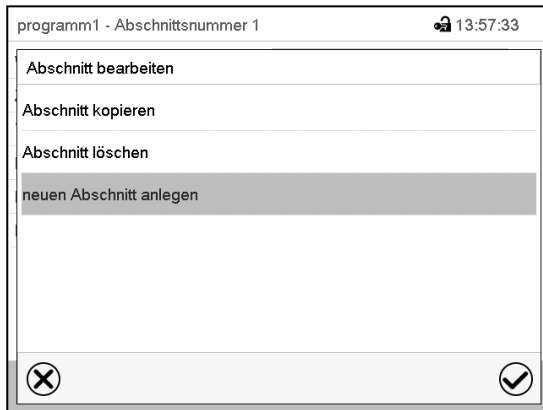 programm1 - Abschnittsnummer 1 13:57:33
Abschnitt bearbeiten
Abschnitt kopieren
Abschnitt löschen
neuen Abschnitt anlegen